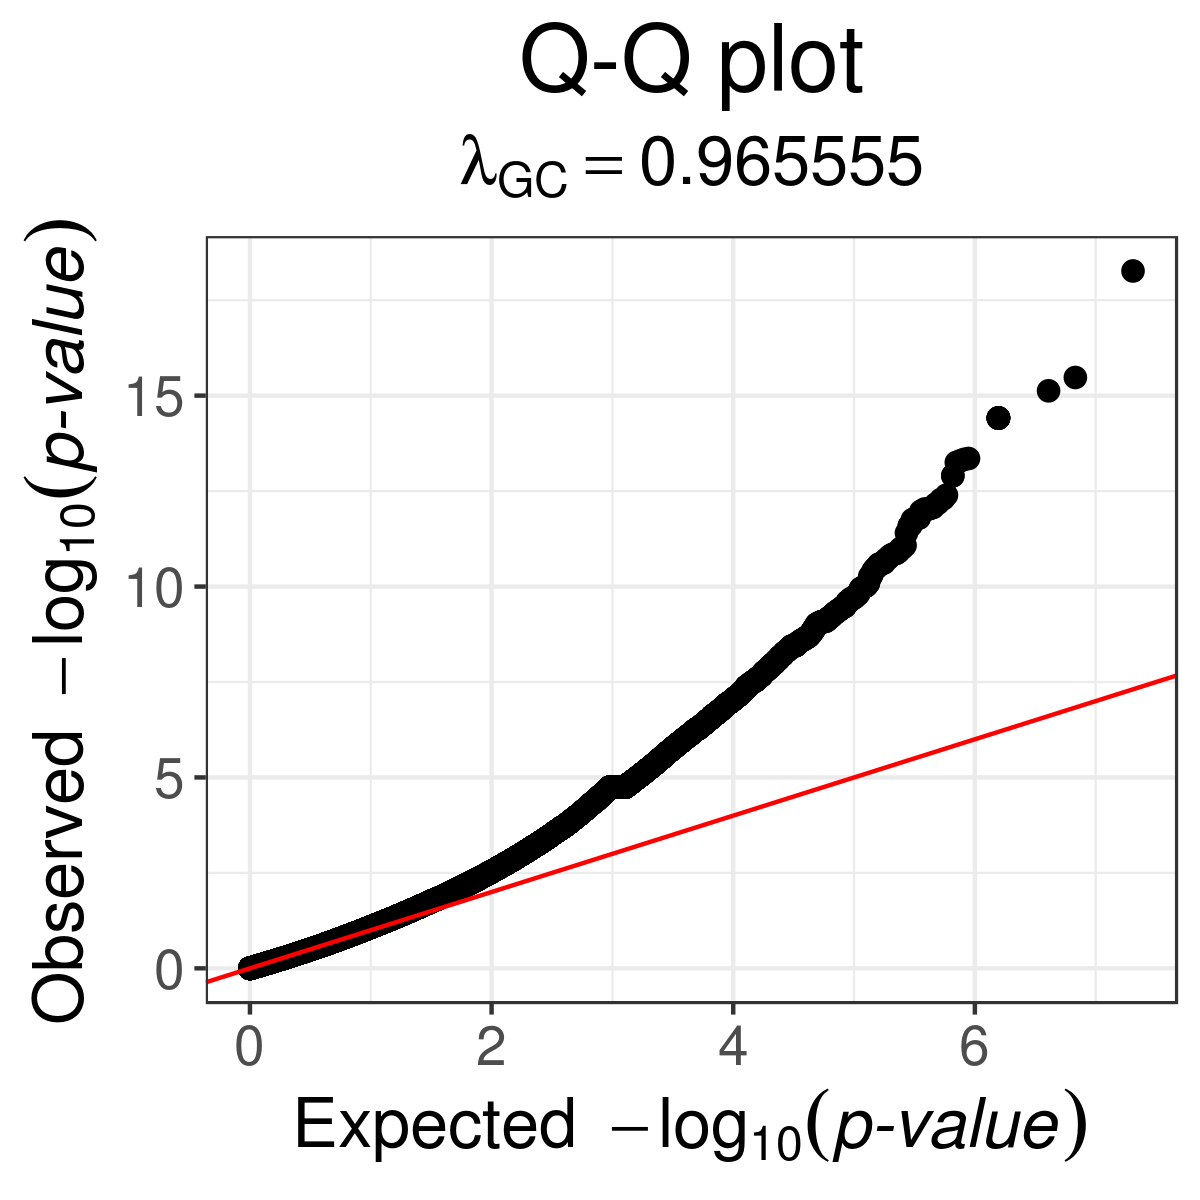 Q-Q plot
λGC = 0.965555
Observed −log10(p-value)
15
10
5
0
0 2 4 6
Expected −log10(p-value)